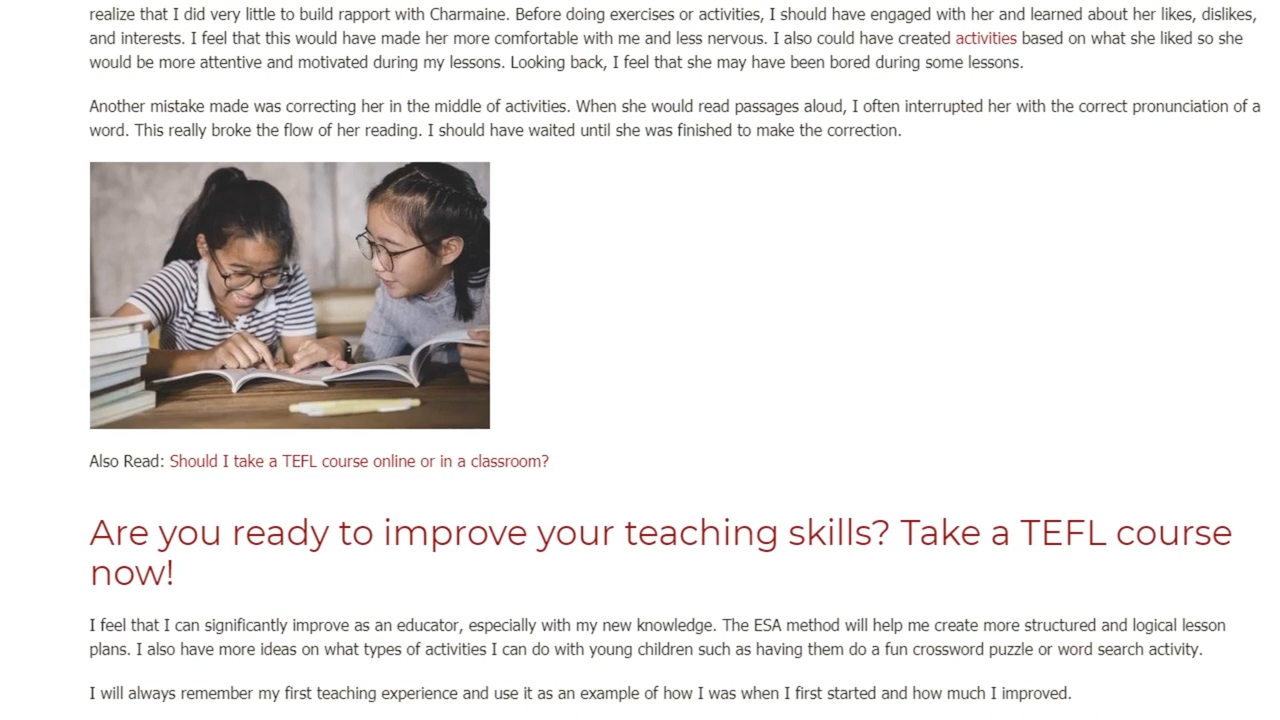 realize that I did very little to build rapport with Charmaine. Before doing exercises or activities, I should have engaged with her and learned about her likes, dislikes,
and interests. I feel that this would have made her more comfortable with me and less nervous. I also could have created activities based on what she liked so she
would be more attentive and motivated during my lessons. Looking back, I feel that she may have been bored during some lessons.
Another mistake made was correcting her in the middle of activities. When she would read passages aloud, I often interrupted her with the correct pronunciation of a
word. This really broke the flow of her reading. I should have waited until she was finished to make the correction.
Also Read: Should I take a TEFL course online or in a classroom?
Are you ready to improve your teaching skills? Take a TEFL course
now!
I feel that I can significantly improve as an educator, especially with my new knowledge. The ESA method will help me create more structured and logical lesson
plans. I also have more ideas on what types of activities I can do with young children such as having them do a fun crossword puzzle or word search activity.
I will always remember my first teaching experience and use it as an example of how I was when I first started and how much I improved.